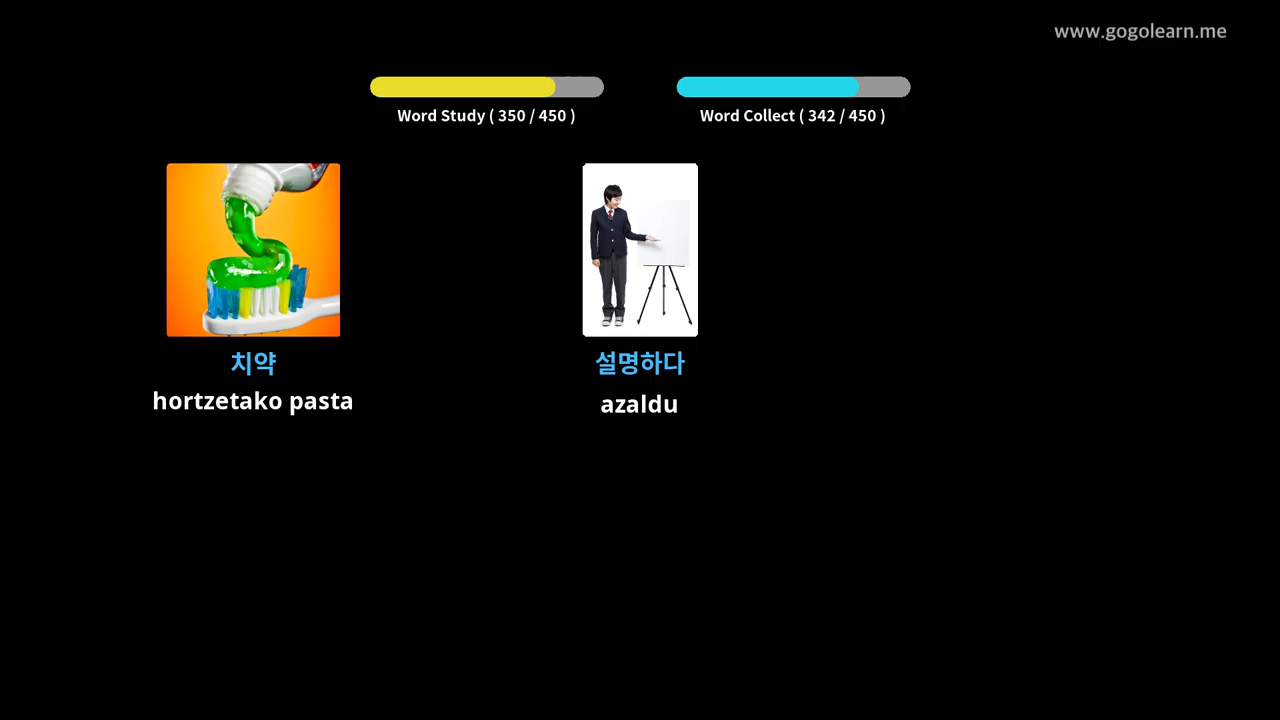 www.gogolearn.me
Word Study ( 350 / 450 )
Word Collect ( 342 / 450 )
치약
hortzetako pasta
설명하다
azaldu